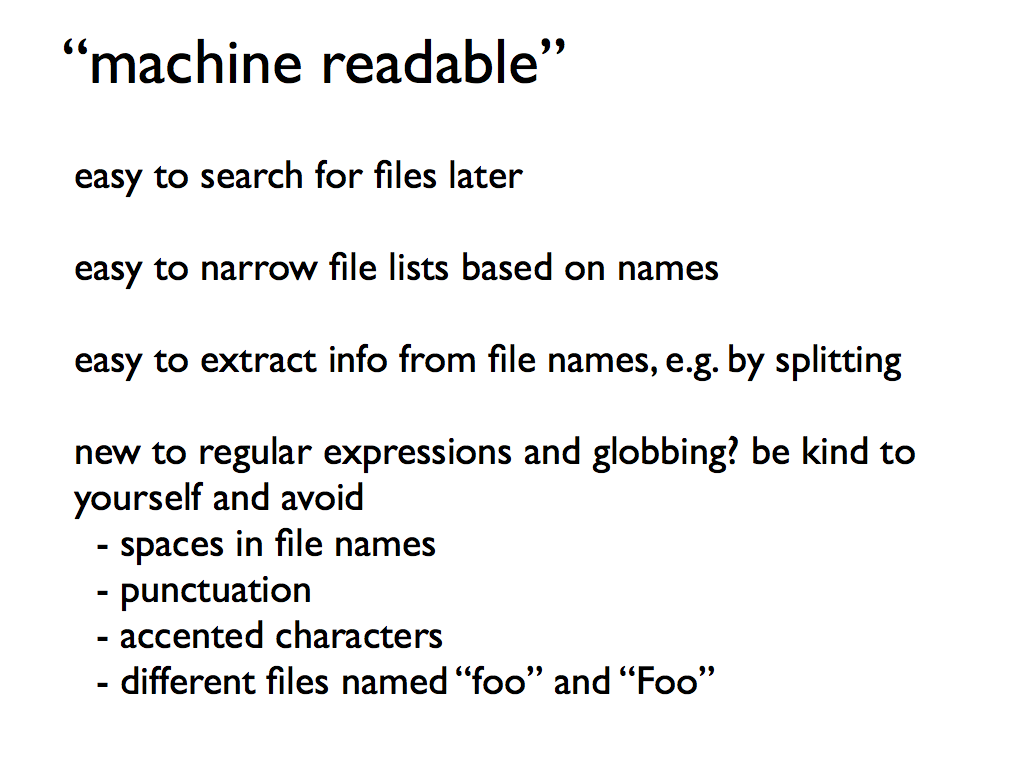 “machine readable”
easy to search for files later
easy to narrow file lists based on names
easy to extract info from file names, e.g. by splitting
new to regular expressions and globbing? be kind to
yourself and avoid
- spaces in file names
- punctuation
- accented characters
- different files named “foo” and “Foo”